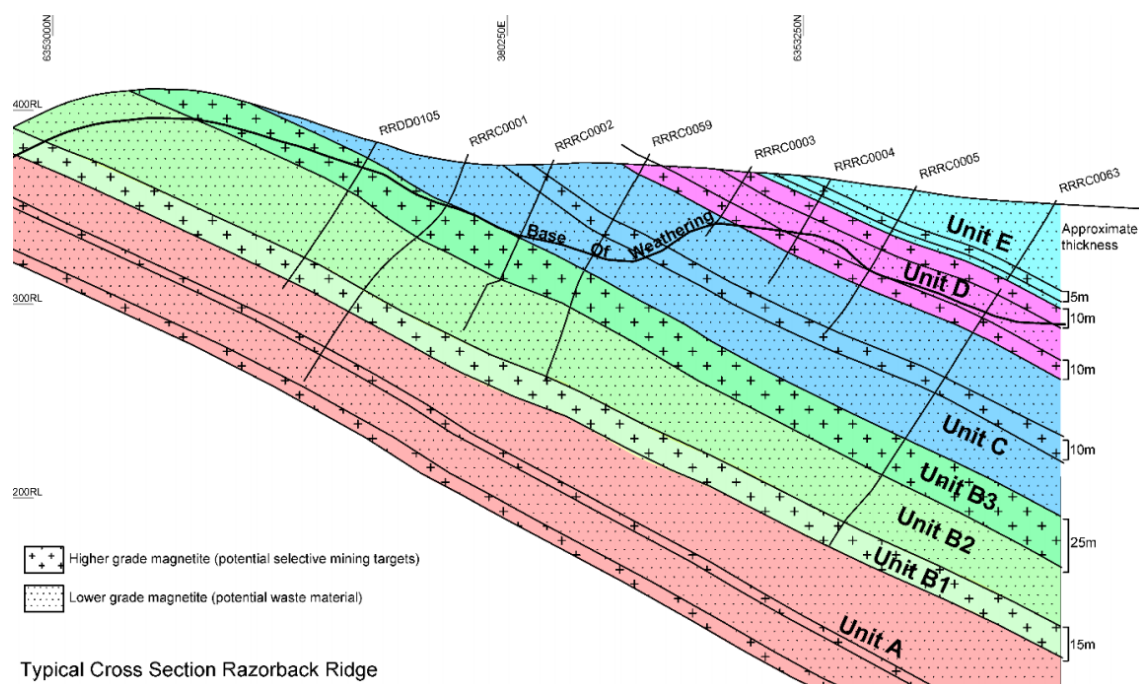 6353000N
380250E
6353250N
400RL
300RL
200RL
RRDD0105
RRRC0001
RRRC0002
RRRC0059
RRRC0003
RRRC0004
RRRC0005
RRRC0063
Base Of Weathering
Unit E
Unit D
Unit C
Unit B3
Unit B2
Unit B1
Unit A
Approximate
thickness
5m
10m
10m
10m
25m
15m
Higher grade magnetite (potential selective mining targets)
Lower grade magnetite (potential waste material)
Typical Cross Section Razorback Ridge